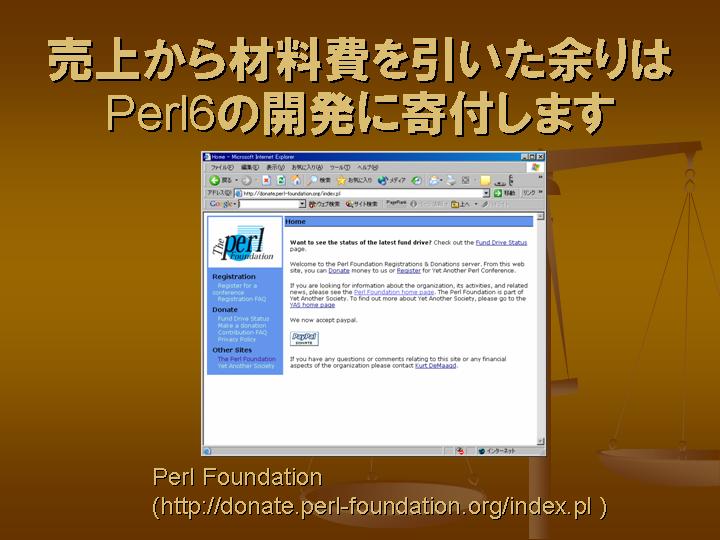 売上から材料費を引いた余りは
Perl6の開発に寄付します
Home - Microsoft Internet Explorer
ファイル(F) 編集(E) 表示(V) お気に入り(A) ツール(T) ヘルプ(H)
戻る 検索 お気に入り メディア
アドレス(D) http://donate.perl-foundation.org/index.pl 移動 リンク »
Google ウェブ検索 サイト検索 PageRank 上へ
The perl Foundation
Home
Want to see the status of the latest fund drive? Check out the Fund Drive Status
page.
Welcome to the Perl Foundation Registrations & Donations server. From this web
site, you can Donate money to us or Register for Yet Another Perl Conference.
If you are looking for information about the organization, its activities, and related
news, please see the Perl Foundation home page. The Perl Foundation is part of
Yet Another Society. To find out more about Yet Another Society, please go to the
YAS home page
We now accept paypal.
PayPal
DONATE
If you have any questions or comments relating to this site or any financial
aspects of the organization please contact Kurt DeMaagd.
Registration
Register for a
conference
Registration FAQ
Donate
Fund Drive Status
Make a donation
Contribution FAQ
Privacy Policy
Other Sites
The Perl Foundation
Yet Another Society
インターネット
Perl Foundation
(http://donate.perl-foundation.org/index.pl )